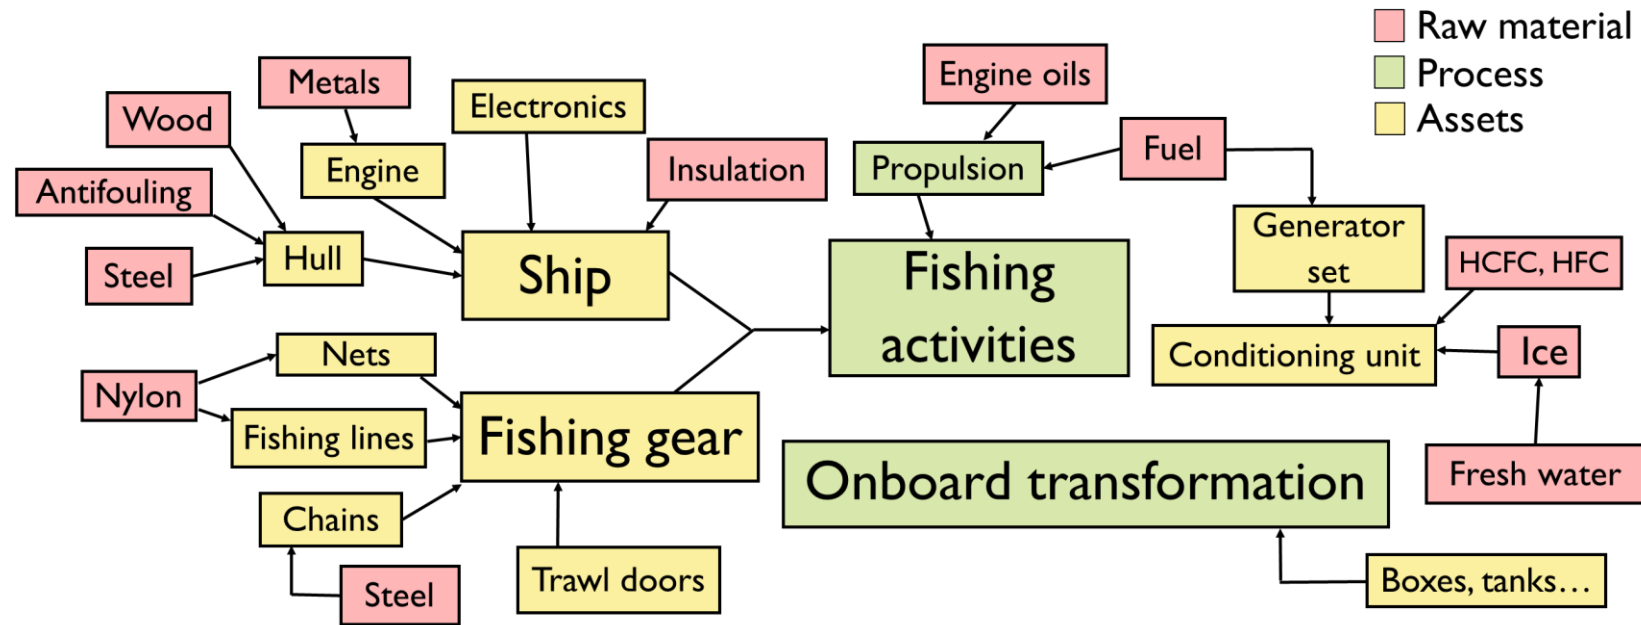 Raw material
Process
Assets
Metals
Wood
Electronics
Engine oils
Engine
Insulation
Propulsion
Fuel
Antifouling
Hull
Steel
Ship
Fishing
activities
Generator
set
HCFC, HFC
Nets
Conditioning unit
Ice
Nylon
Fishing lines
Fishing gear
Onboard transformation
Fresh water
Chains
Trawl doors
Steel
Boxes, tanks…